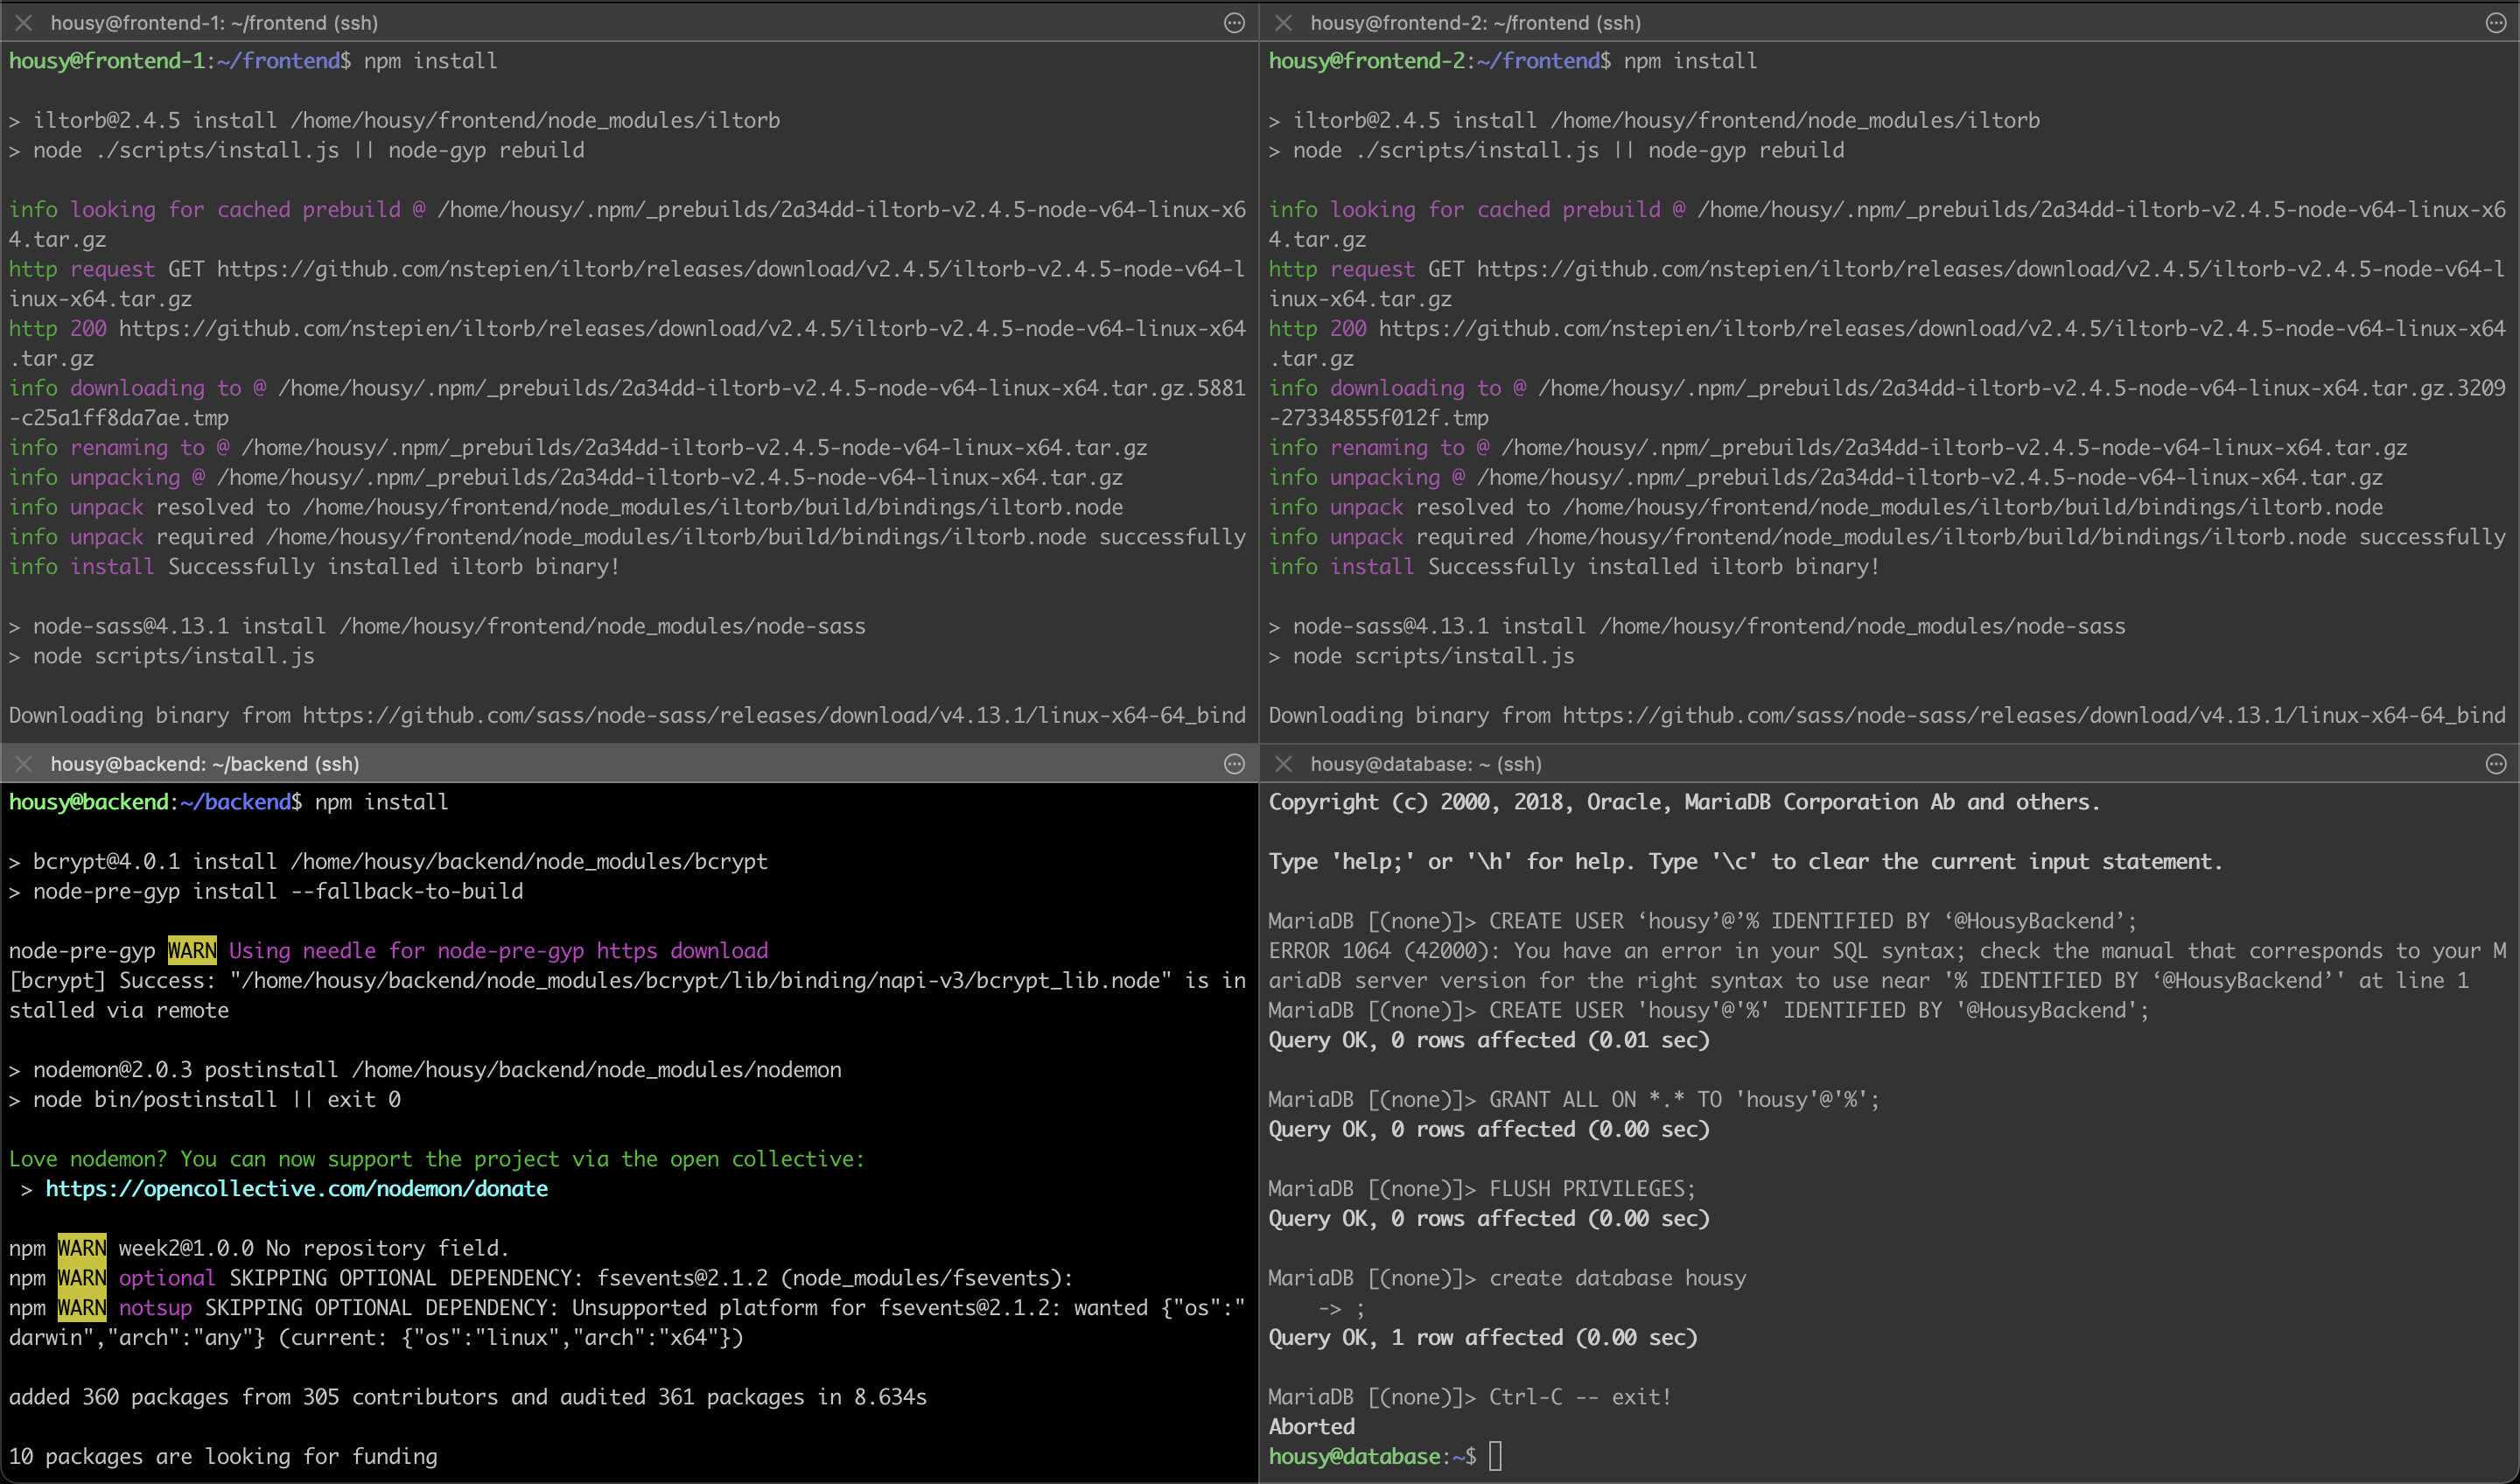 housy@frontend-1: ~/frontend (ssh)
housy@frontend-1:~/frontend$ npm install
> iltorb@2.4.5 install /home/housy/frontend/node_modules/iltorb
> node ./scripts/install.js || node-gyp rebuild
info looking for cached prebuild @ /home/housy/.npm/_prebuilds/2a34dd-iltorb-v2.4.5-node-v64-linux-x6
4.tar.gz
http request GET https://github.com/nstepien/iltorb/releases/download/v2.4.5/iltorb-v2.4.5-node-v64-l
inux-x64.tar.gz
http 200 https://github.com/nstepien/iltorb/releases/download/v2.4.5/iltorb-v2.4.5-node-v64-linux-x64
.tar.gz
info downloading to @ /home/housy/.npm/_prebuilds/2a34dd-iltorb-v2.4.5-node-v64-linux-x64.tar.gz.5881
-c25a1ff8da7ae.tmp
info renaming to @ /home/housy/.npm/_prebuilds/2a34dd-iltorb-v2.4.5-node-v64-linux-x64.tar.gz
info unpacking @ /home/housy/.npm/_prebuilds/2a34dd-iltorb-v2.4.5-node-v64-linux-x64.tar.gz
info unpack resolved to /home/housy/frontend/node_modules/iltorb/build/bindings/iltorb.node
info unpack required /home/housy/frontend/node_modules/iltorb/build/bindings/iltorb.node successfully
info install Successfully installed iltorb binary!
> node-sass@4.13.1 install /home/housy/frontend/node_modules/node-sass
> node scripts/install.js
Downloading binary from https://github.com/sass/node-sass/releases/download/v4.13.1/linux-x64-64_bind
housy@frontend-2: ~/frontend (ssh)
housy@frontend-2:~/frontend$ npm install
> iltorb@2.4.5 install /home/housy/frontend/node_modules/iltorb
> node ./scripts/install.js || node-gyp rebuild
info looking for cached prebuild @ /home/housy/.npm/_prebuilds/2a34dd-iltorb-v2.4.5-node-v64-linux-x6
4.tar.gz
http request GET https://github.com/nstepien/iltorb/releases/download/v2.4.5/iltorb-v2.4.5-node-v64-l
inux-x64.tar.gz
http 200 https://github.com/nstepien/iltorb/releases/download/v2.4.5/iltorb-v2.4.5-node-v64-linux-x64
.tar.gz
info downloading to @ /home/housy/.npm/_prebuilds/2a34dd-iltorb-v2.4.5-node-v64-linux-x64.tar.gz.3209
-27334855f012f.tmp
info renaming to @ /home/housy/.npm/_prebuilds/2a34dd-iltorb-v2.4.5-node-v64-linux-x64.tar.gz
info unpacking @ /home/housy/.npm/_prebuilds/2a34dd-iltorb-v2.4.5-node-v64-linux-x64.tar.gz
info unpack resolved to /home/housy/frontend/node_modules/iltorb/build/bindings/iltorb.node
info unpack required /home/housy/frontend/node_modules/iltorb/build/bindings/iltorb.node successfully
info install Successfully installed iltorb binary!
> node-sass@4.13.1 install /home/housy/frontend/node_modules/node-sass
> node scripts/install.js
Downloading binary from https://github.com/sass/node-sass/releases/download/v4.13.1/linux-x64-64_bind
housy@backend: ~/backend (ssh)
housy@backend:~/backend$ npm install
> bcrypt@4.0.1 install /home/housy/backend/node_modules/bcrypt
> node-pre-gyp install --fallback-to-build
node-pre-gyp WARN Using needle for node-pre-gyp https download
[bcrypt] Success: "/home/housy/backend/node_modules/bcrypt/lib/binding/napi-v3/bcrypt_lib.node" is in
stalled via remote
> nodemon@2.0.3 postinstall /home/housy/backend/node_modules/nodemon
> node bin/postinstall || exit 0
Love nodemon? You can now support the project via the open collective:
> https://opencollective.com/nodemon/donate
npm WARN week2@1.0.0 No repository field.
npm WARN optional SKIPPING OPTIONAL DEPENDENCY: fsevents@2.1.2 (node_modules/fsevents):
npm WARN notsup SKIPPING OPTIONAL DEPENDENCY: Unsupported platform for fsevents@2.1.2: wanted {"os":"
darwin","arch":"any"} (current: {"os":"linux","arch":"x64"})
added 360 packages from 305 contributors and audited 361 packages in 8.634s
10 packages are looking for funding
housy@database: ~ (ssh)
Copyright (c) 2000, 2018, Oracle, MariaDB Corporation Ab and others.
Type 'help;' or '\h' for help. Type '\c' to clear the current input statement.
MariaDB [(none)]> CREATE USER ‘housy’@’% IDENTIFIED BY ‘@HousyBackend’;
ERROR 1064 (42000): You have an error in your SQL syntax; check the manual that corresponds to your M
ariaDB server version for the right syntax to use near '% IDENTIFIED BY ‘@HousyBackend’' at line 1
MariaDB [(none)]> CREATE USER 'housy'@'%' IDENTIFIED BY '@HousyBackend';
Query OK, 0 rows affected (0.01 sec)
MariaDB [(none)]> GRANT ALL ON *.* TO 'housy'@'%';
Query OK, 0 rows affected (0.00 sec)
MariaDB [(none)]> FLUSH PRIVILEGES;
Query OK, 0 rows affected (0.00 sec)
MariaDB [(none)]> create database housy
-> ;
Query OK, 1 row affected (0.00 sec)
MariaDB [(none)]> Ctrl-C -- exit!
Aborted
housy@database:~$